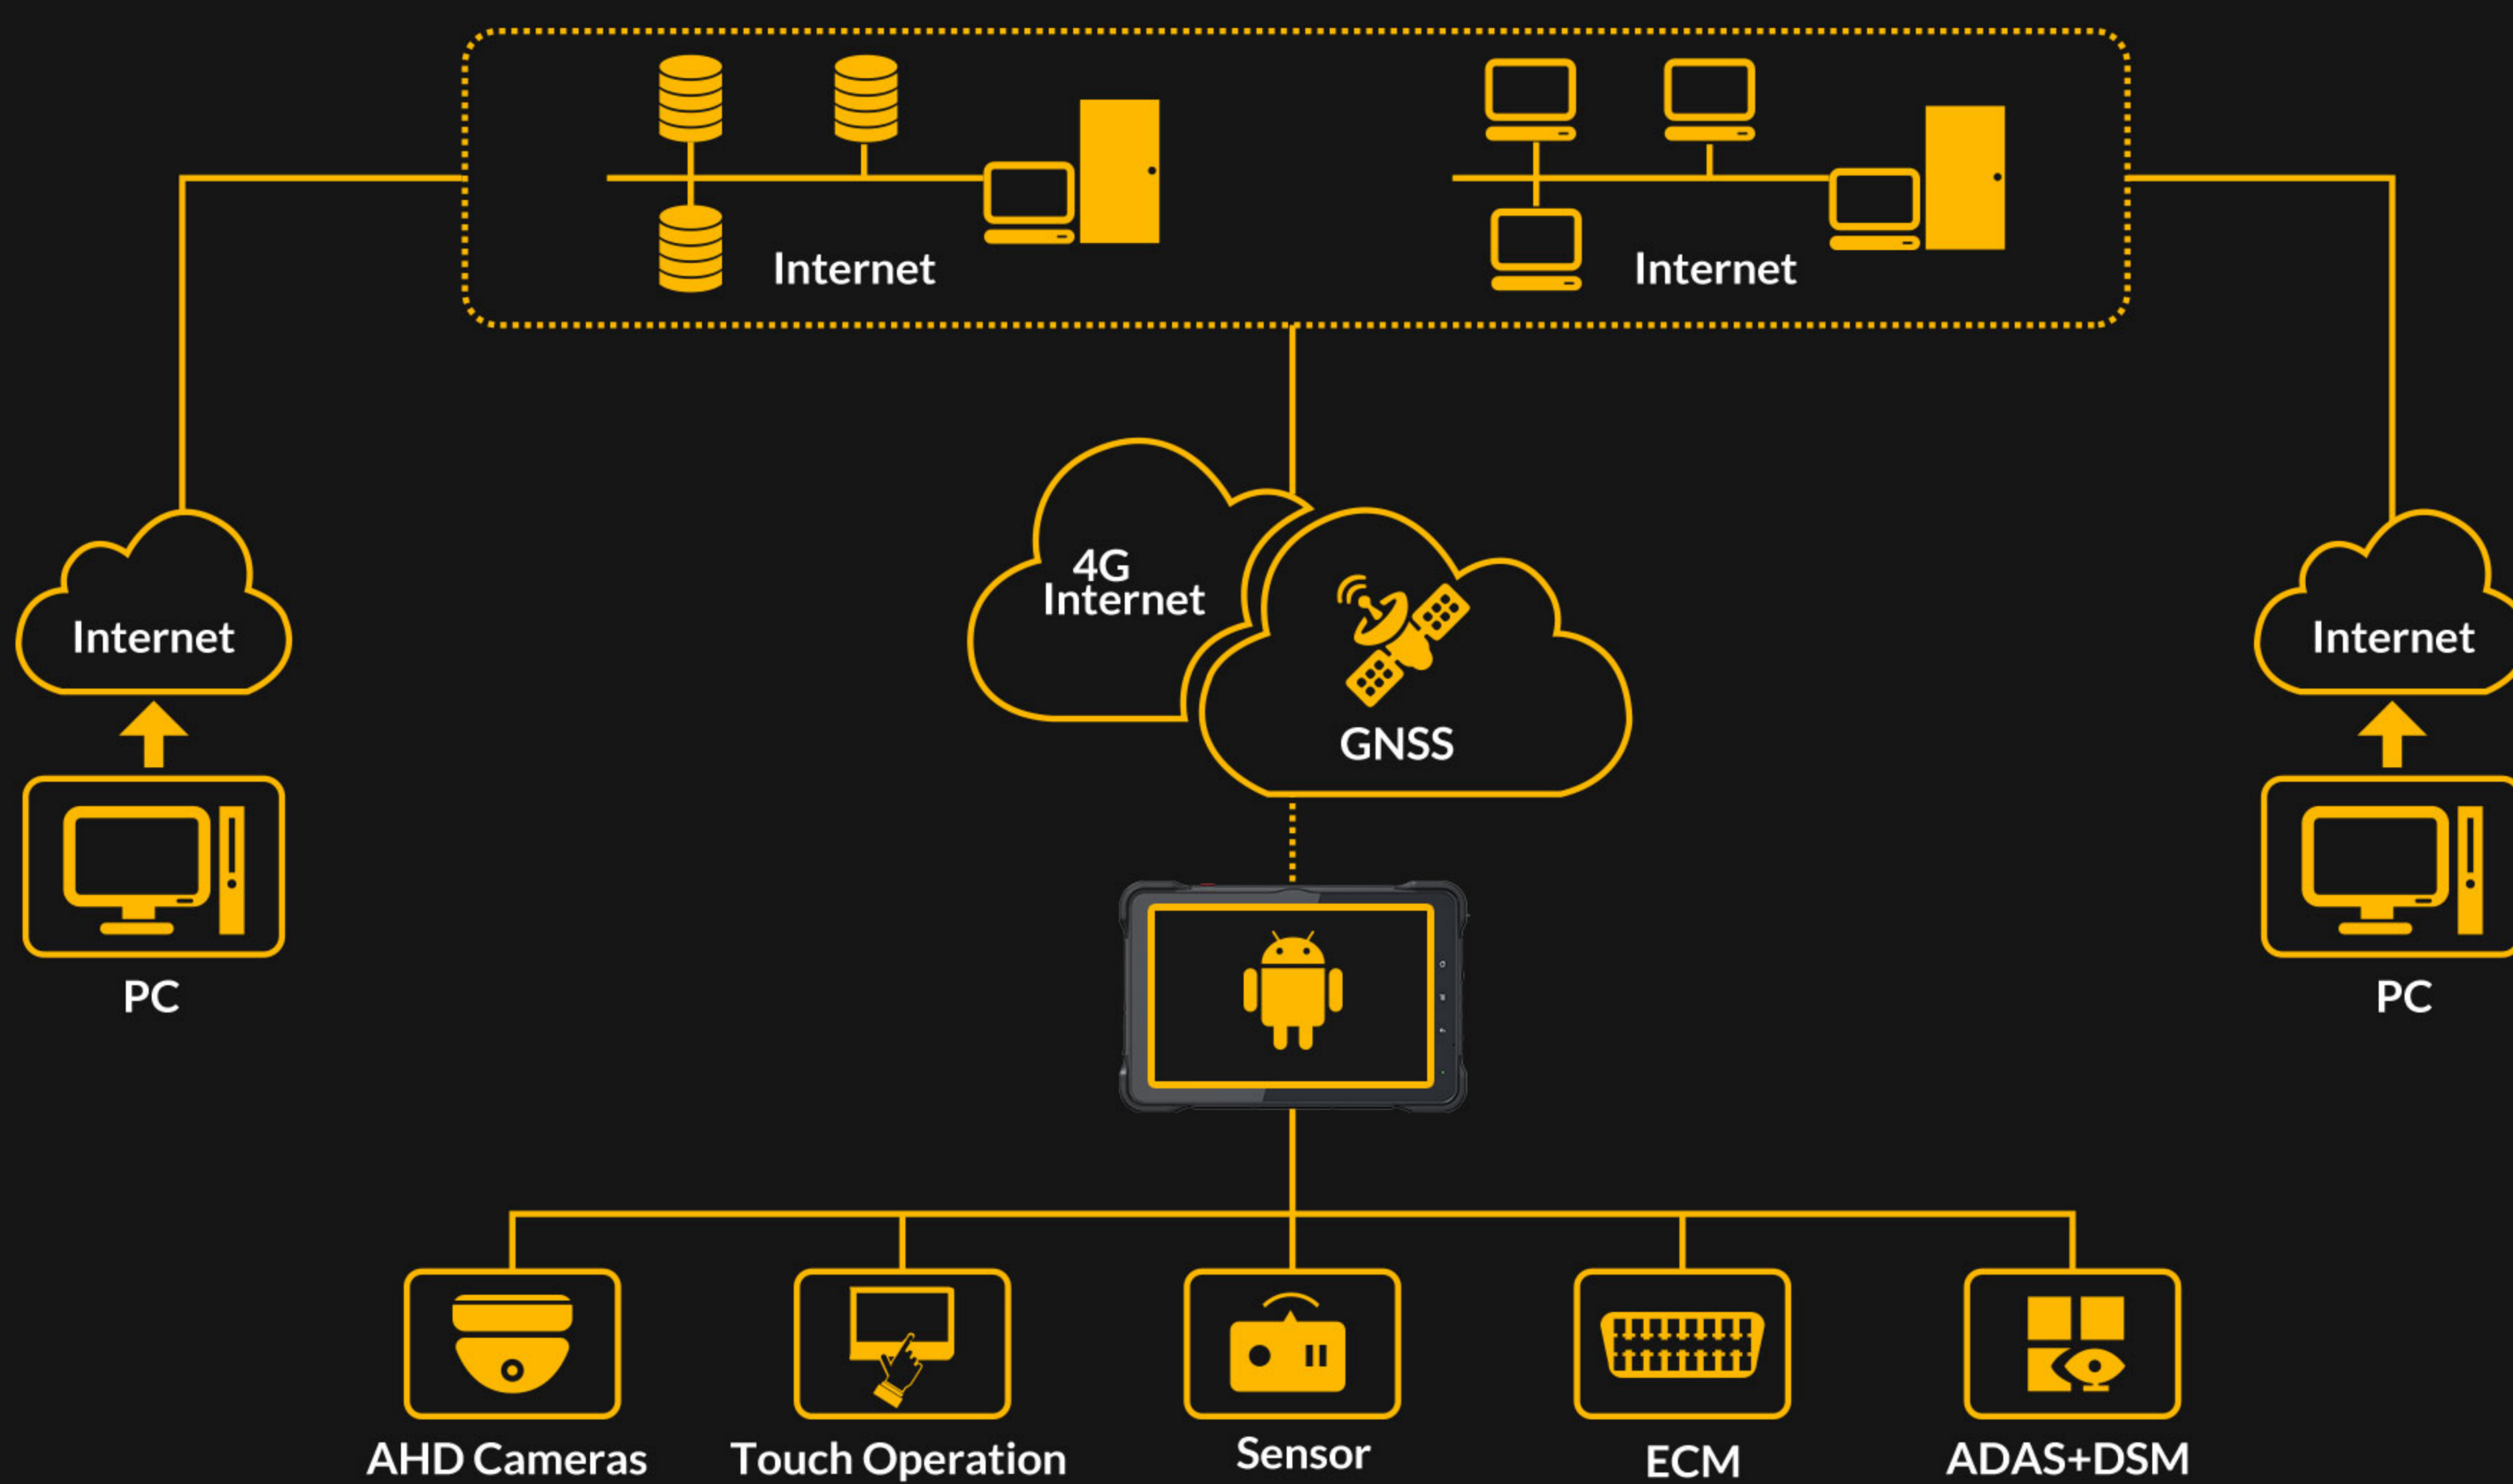 Internet
Internet
4G
Internet
Internet
Internet
GNSS
PC
PC
AHD Cameras
Touch Operation
Sensor
ECM
ADAS+DSM